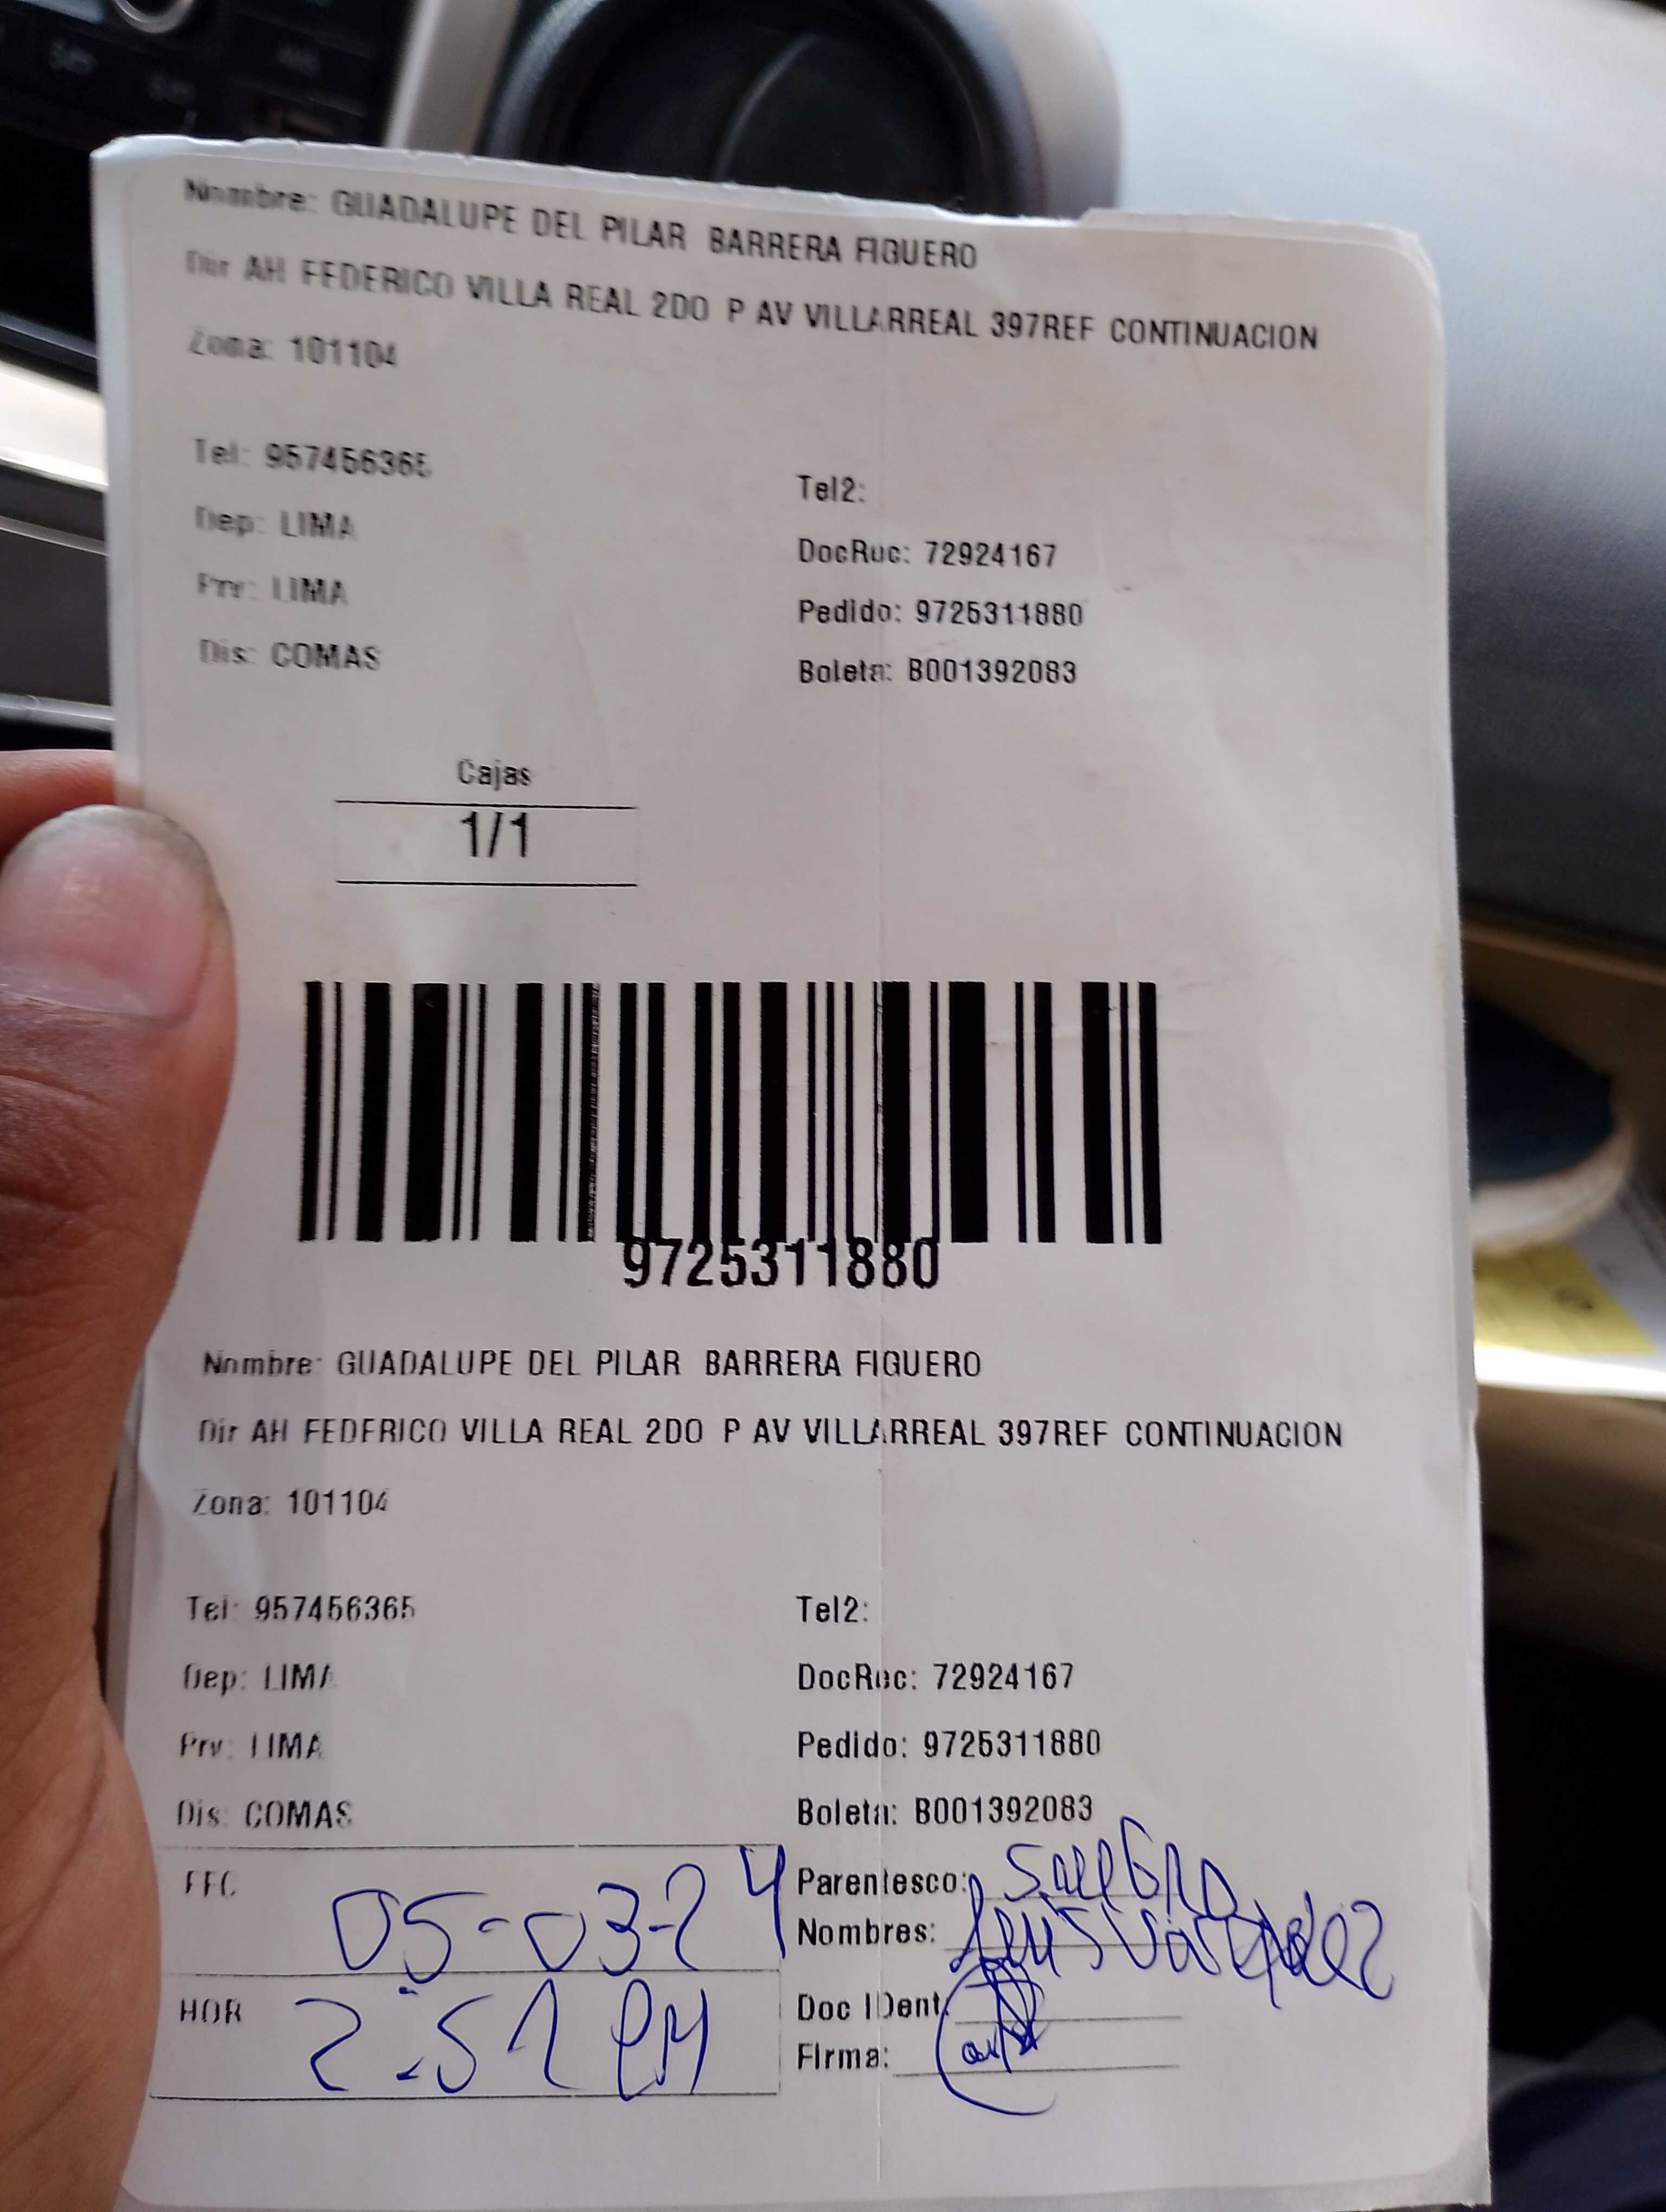 Nombre: GUADALUPE DEL PILAR BARRERA FIGUERO
Dir AH FEDERICO VILLA REAL 2DO P AV VILLARREAL 397REF CONTINUACION
Zona: 101104
Tel: 957456365
Tel2:
Dep: LIMA
DocRuc: 72924167
Prv: LIMA
Pedido: 9725311880
Dis: COMAS
Boleta: B001392083
Cajas
1/1
9725311880
Nombre: GUADALUPE DEL PILAR BARRERA FIGUERO
Dir AH FEDERICO VILLA REAL 2DO P AV VILLARREAL 397REF CONTINUACION
Zona: 101104
Tel: 957456365
Tel2:
Dep: LIMA
DocRuc: 72924167
Prv: LIMA
Pedido: 9725311880
Dis: COMAS
Boleta: B001392083
FEC 05-03-24
Parentesco: Suegro
Nombres: Luis
HOR 2:51 PM
Doc IDent:
Firma: